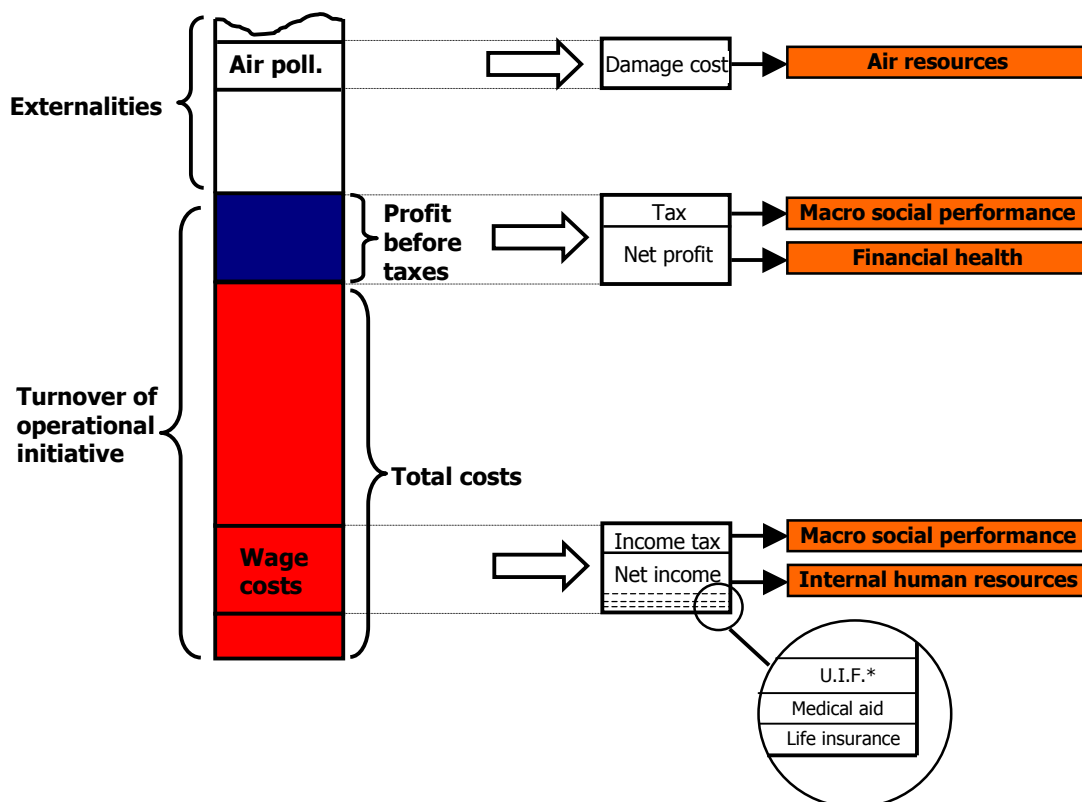 Air poll.
Damage cost
Air resources
Externalities
Profit
before
taxes
Tax
Net profit
Macro social performance
Financial health
Turnover of
operational
initiative
Total costs
Wage
costs
Income tax
Net income
Macro social performance
Internal human resources
U.I.F.*
Medical aid
Life insurance